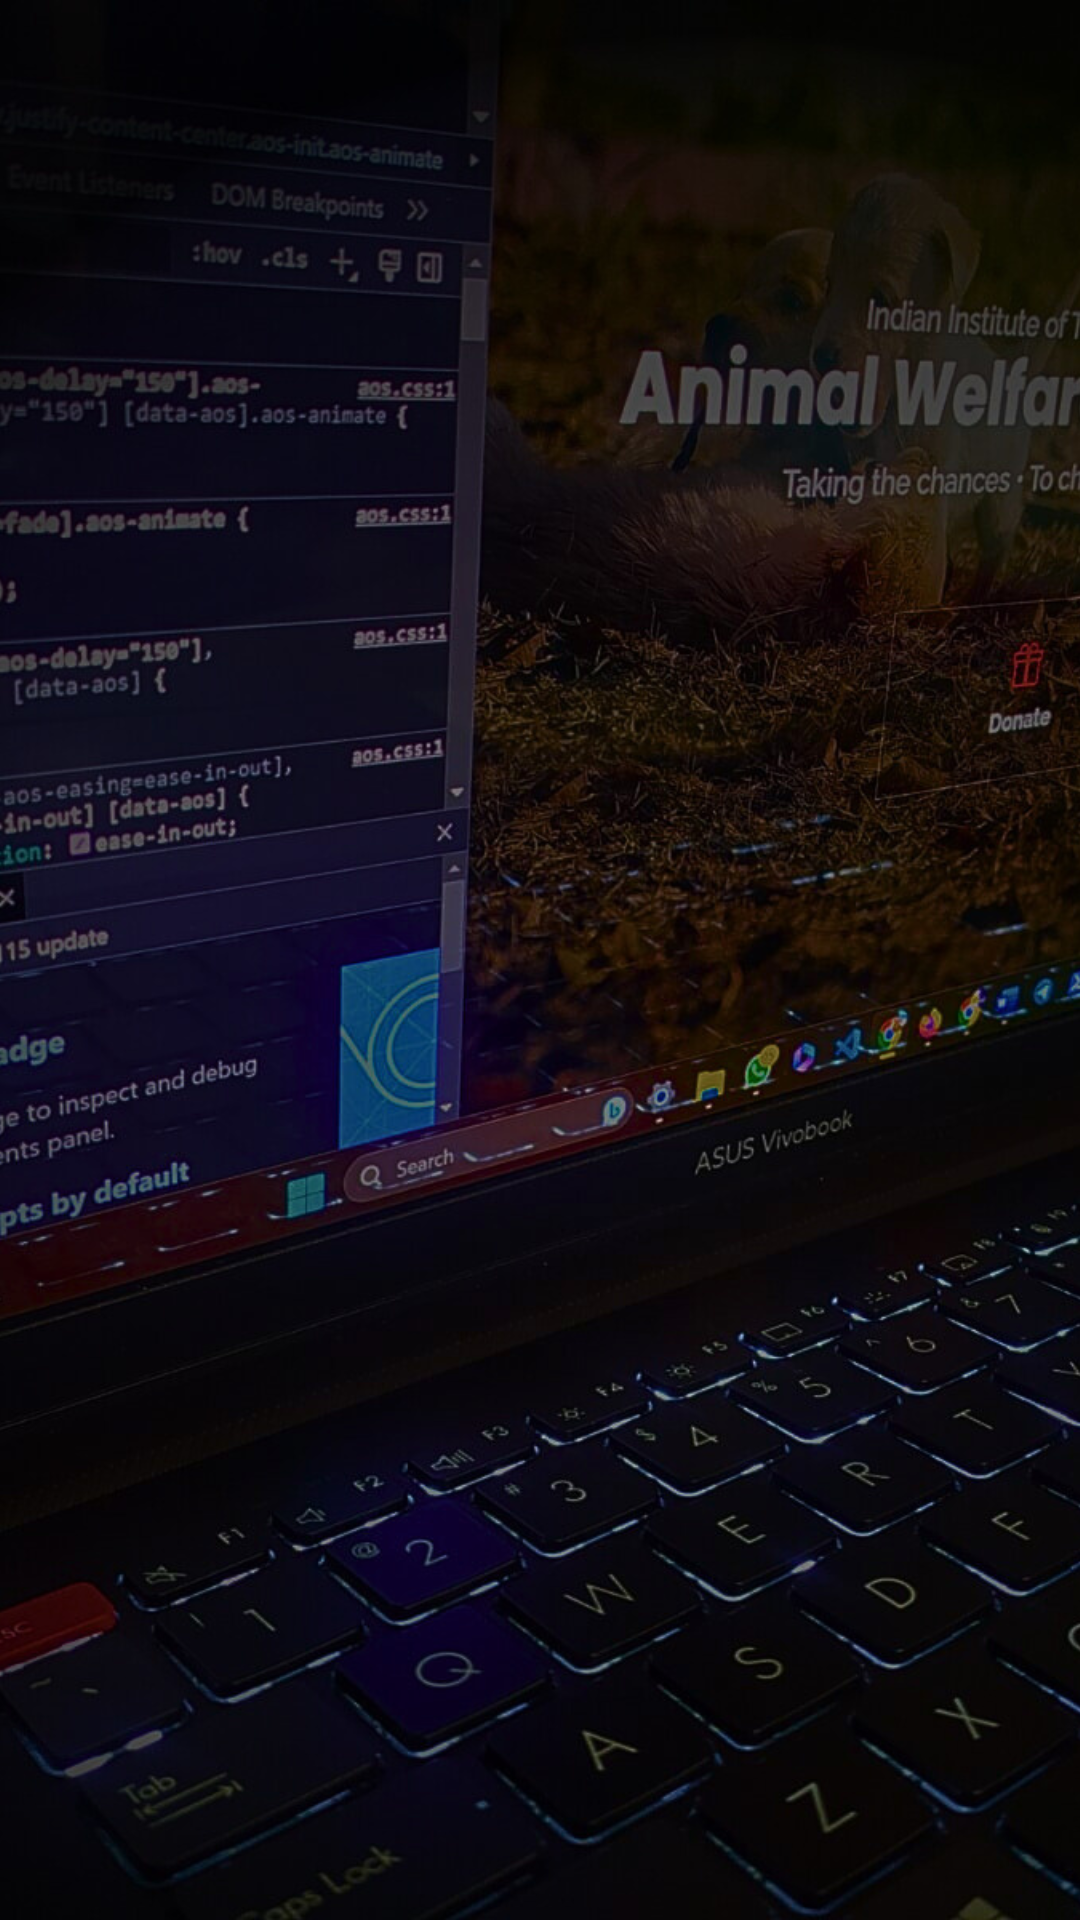 .justify-content-center.aos-init.aos-animate
Event Listeners DOM Breakpoints
:hov .cls
os-delay="150"].aos- aos.css:1
y="150"] [data-aos].aos-animate {
-fade].aos-animate { aos.css:1
);
aos-delay="150"], aos.css:1
[data-aos] {
-aos-easing=ease-in-out], aos.css:1
-in-out] [data-aos] {
tion: ease-in-out;
115 update
adge
ge to inspect and debug
ents panel.
pts by default
Indian Institute of T
Animal Welfar
Taking the chances · To ch
Donate
Search
ASUS Vivobook
F1 F2 F3 F4 F5 F6 F7 F8 F9
! 1 @ 2 # 3 $ 4 % 5 ^ 6 & 7
~ `
Tab Q W E R T Y
Caps Lock A S D F
Z X